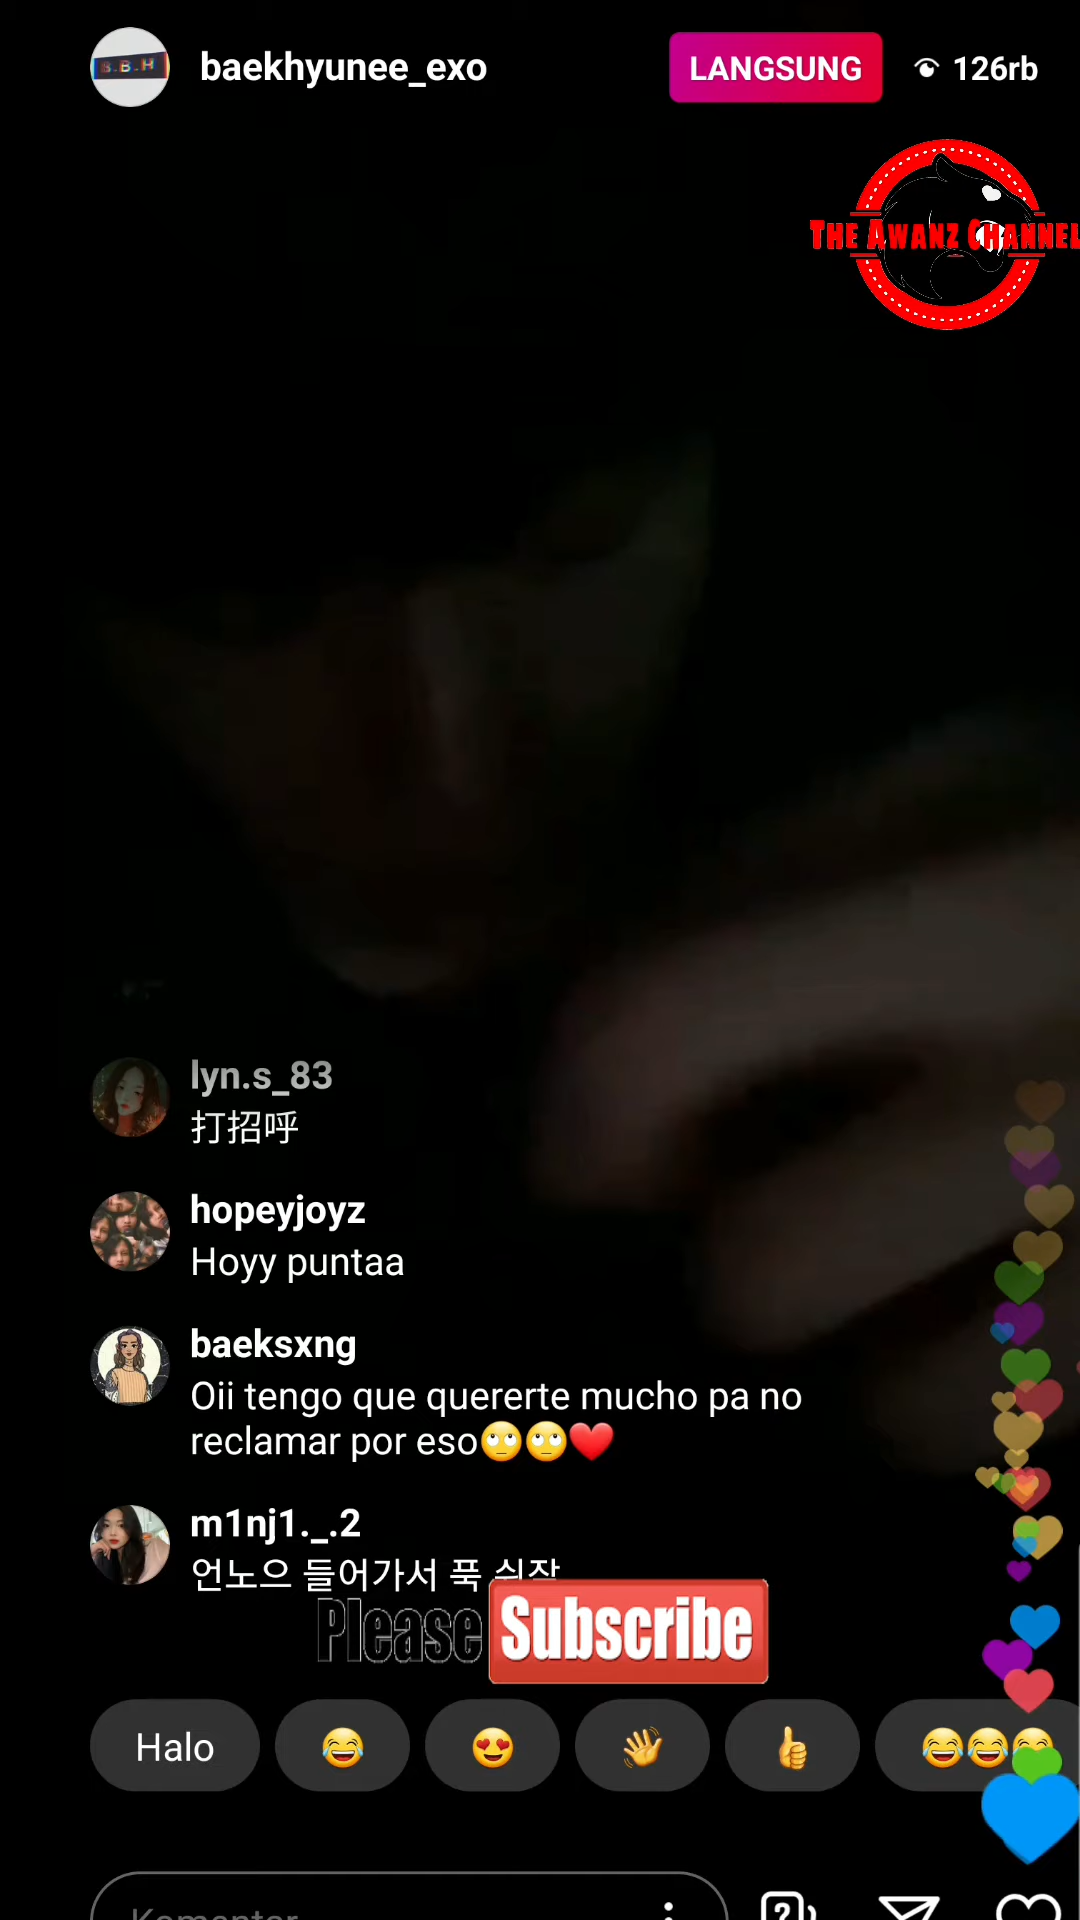 B.B.H
baekhyunee_exo
LANGSUNG
126rb
THE AWANZ CHANNEL
lyn.s_83
打招呼
hopeyjoyz
Hoyy puntaa
baeksxng
Oii tengo que quererte mucho pa no
reclamar por eso🙄🙄❤️
m1nj1._.2
언노으 들어가서 푹
Please Subscribe
Halo
😂
😍
👋
👍
😂😂😂
Komentar